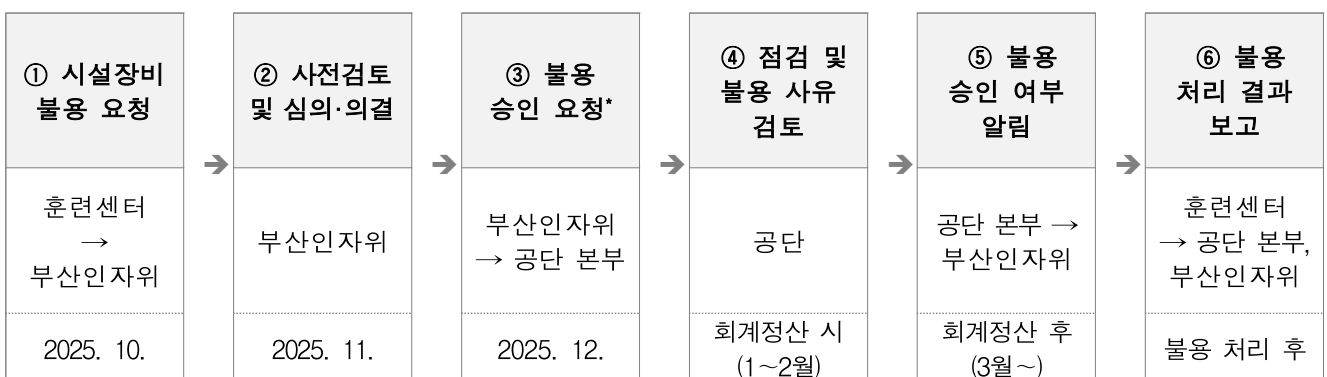 ① 시설장비
불용 요청
② 사전검토
및 심의·의결
③ 불용
승인 요청*
④ 점검 및
불용 사유
검토
⑤ 불용
승인 여부
알림
⑥ 불용
처리 결과
보고
훈련센터
→
부산인자위
부산인자위
부산인자위
→ 공단 본부
공단
공단 본부 →
부산인자위
훈련센터
→ 공단 본부,
부산인자위
2025. 10.
2025. 11.
2025. 12.
회계정산 시
(1~2월)
회계정산 후
(3월~)
불용 처리 후